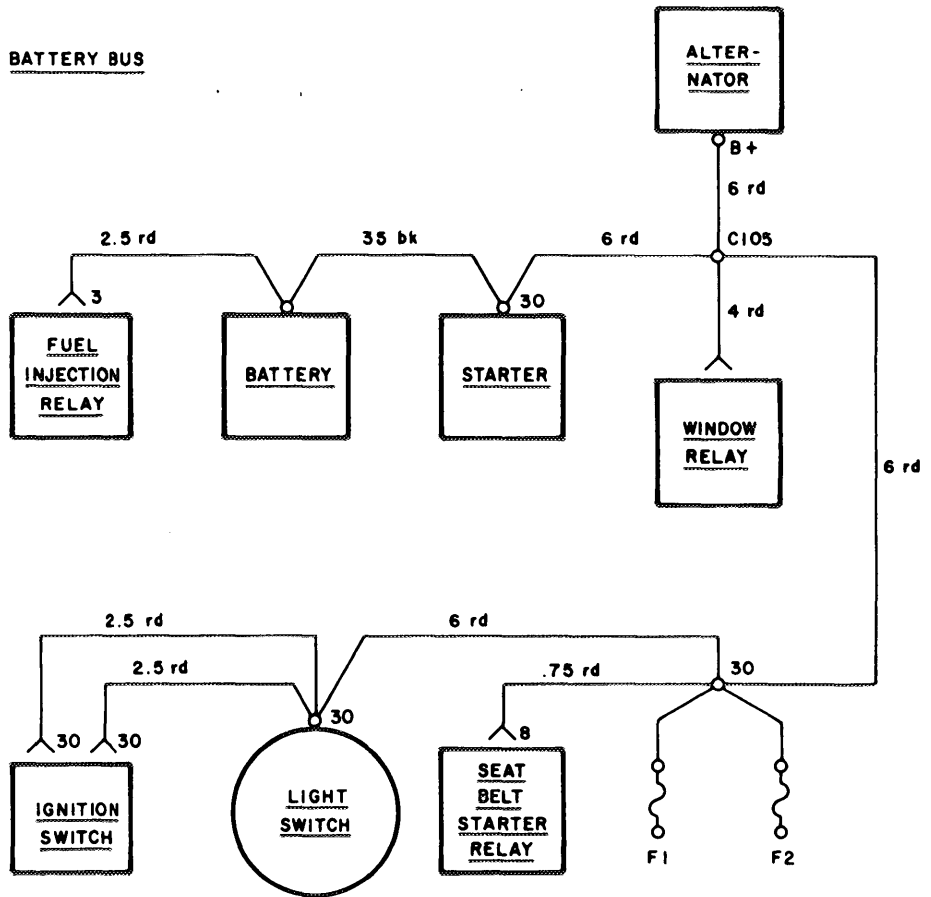 BATTERY BUS
ALTER-
NATOR
B+
6 rd
2.5 rd
35 bk
6 rd
C105
3
30
4 rd
FUEL
INJECTION
RELAY
BATTERY
STARTER
WINDOW
RELAY
6 rd
2.5 rd
6 rd
2.5 rd
.75 rd
30
30
30
30
8
IGNITION
SWITCH
LIGHT
SWITCH
SEAT
BELT
STARTER
RELAY
F1
F2